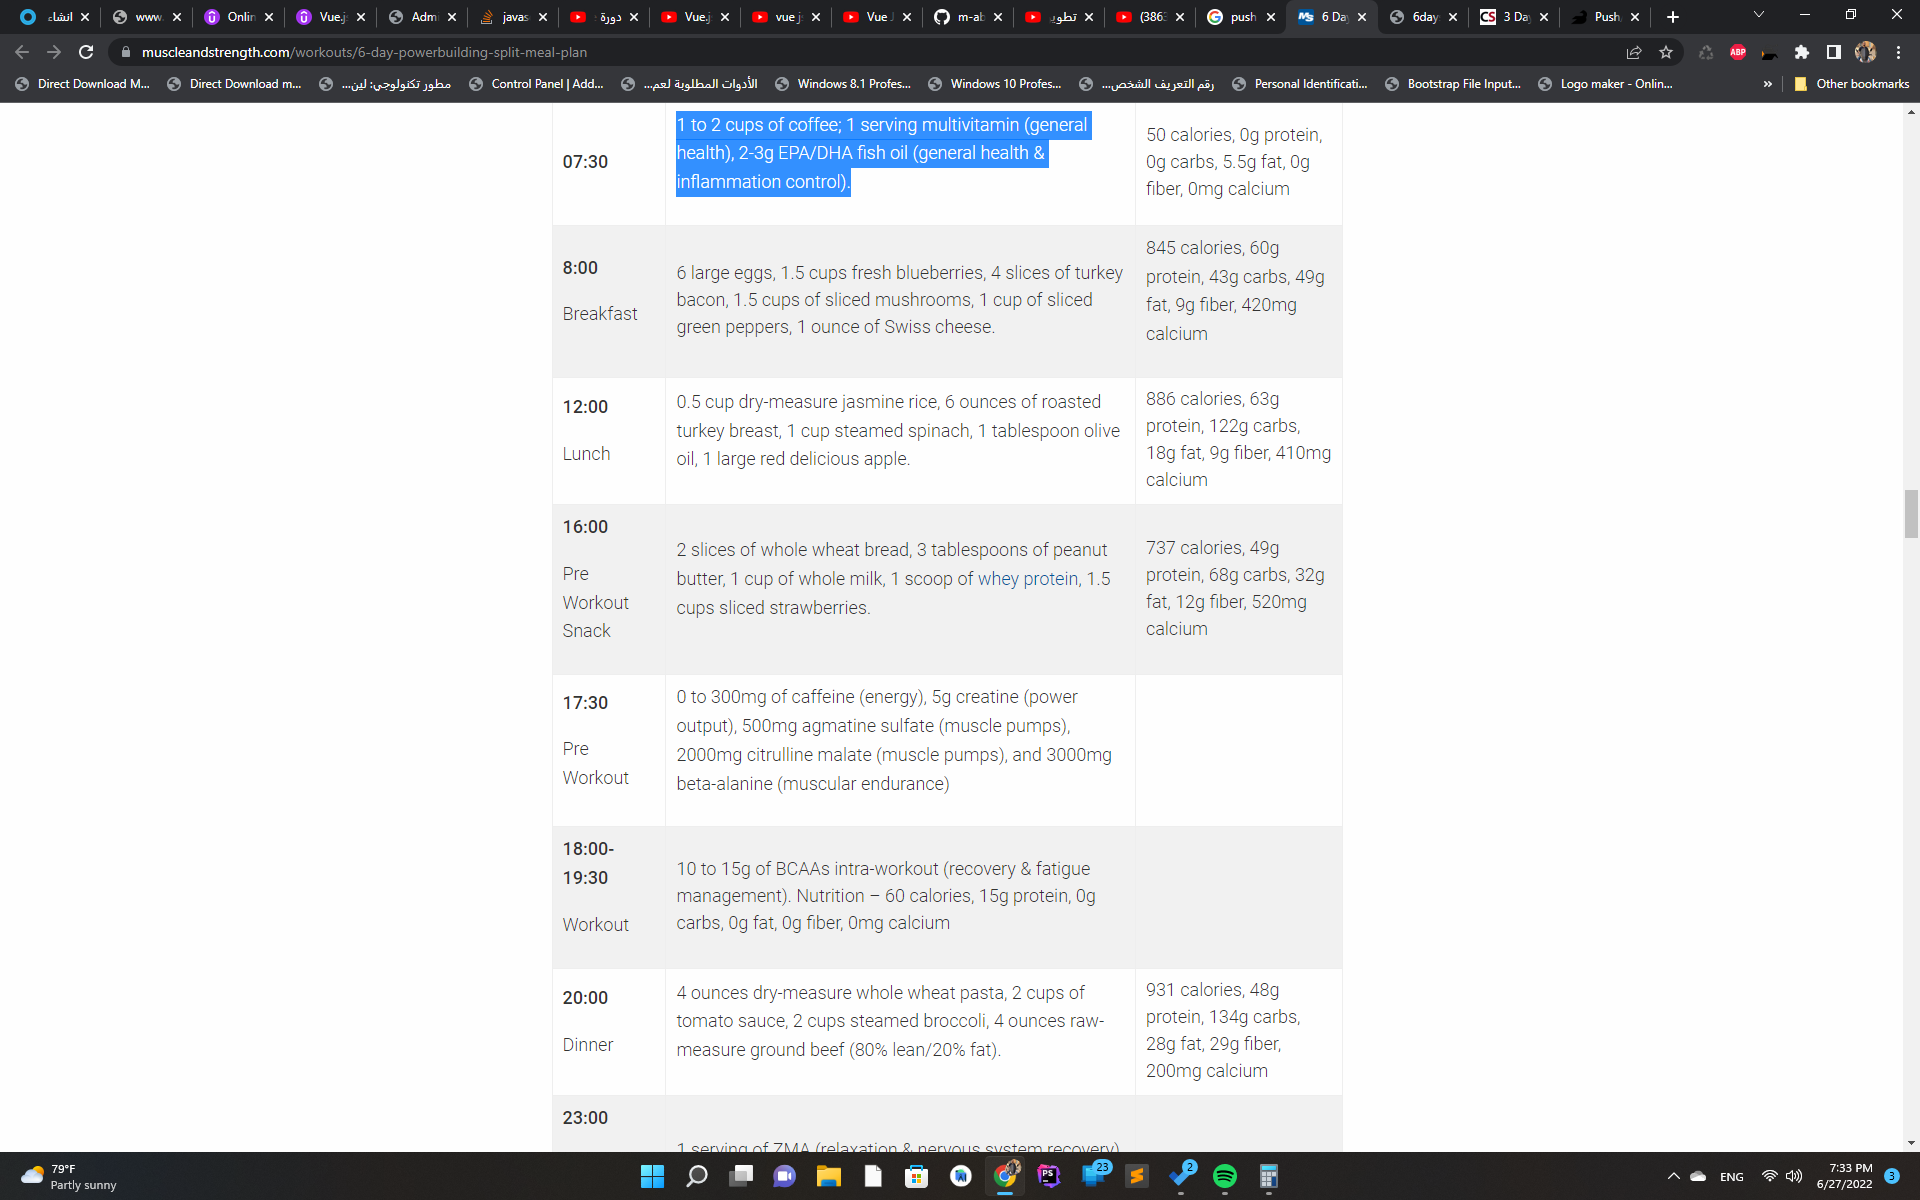 انشاء
www.
Onlin
Vue.j
Admi
javas
دورة
Vue.j
vue js
Vue J
m-ab
تطوير
(386
push
6 Da
6day
3 Da
Push,
muscleandstrength.com/workouts/6-day-powerbuilding-split-meal-plan
ABP
Direct Download M...
Direct Download m...
مطور تكنولوجي: لين...
Control Panel | Add...
الأدوات المطلوبة لعم...
Windows 8.1 Profes...
Windows 10 Profes...
رقم التعريف الشخص...
Personal Identificati...
Bootstrap File Input...
Logo maker - Onlin...
»
Other bookmarks
07:30
1 to 2 cups of coffee; 1 serving multivitamin (general
health), 2-3g EPA/DHA fish oil (general health &
inflammation control).
50 calories, 0g protein,
0g carbs, 5.5g fat, 0g
fiber, 0mg calcium
8:00
Breakfast
6 large eggs, 1.5 cups fresh blueberries, 4 slices of turkey
bacon, 1.5 cups of sliced mushrooms, 1 cup of sliced
green peppers, 1 ounce of Swiss cheese.
845 calories, 60g
protein, 43g carbs, 49g
fat, 9g fiber, 420mg
calcium
12:00
Lunch
0.5 cup dry-measure jasmine rice, 6 ounces of roasted
turkey breast, 1 cup steamed spinach, 1 tablespoon olive
oil, 1 large red delicious apple.
886 calories, 63g
protein, 122g carbs,
18g fat, 9g fiber, 410mg
calcium
16:00
Pre
Workout
Snack
2 slices of whole wheat bread, 3 tablespoons of peanut
butter, 1 cup of whole milk, 1 scoop of whey protein, 1.5
cups sliced strawberries.
737 calories, 49g
protein, 68g carbs, 32g
fat, 12g fiber, 520mg
calcium
17:30
Pre
Workout
0 to 300mg of caffeine (energy), 5g creatine (power
output), 500mg agmatine sulfate (muscle pumps),
2000mg citrulline malate (muscle pumps), and 3000mg
beta-alanine (muscular endurance)
18:00-
19:30
Workout
10 to 15g of BCAAs intra-workout (recovery & fatigue
management). Nutrition – 60 calories, 15g protein, 0g
carbs, 0g fat, 0g fiber, 0mg calcium
20:00
Dinner
4 ounces dry-measure whole wheat pasta, 2 cups of
tomato sauce, 2 cups steamed broccoli, 4 ounces raw-
measure ground beef (80% lean/20% fat).
931 calories, 48g
protein, 134g carbs,
28g fat, 29g fiber,
200mg calcium
23:00
1 serving of ZMA (relaxation & nervous system recovery)
79°F
Partly sunny
23
2
ENG
7:33 PM
6/27/2022
3